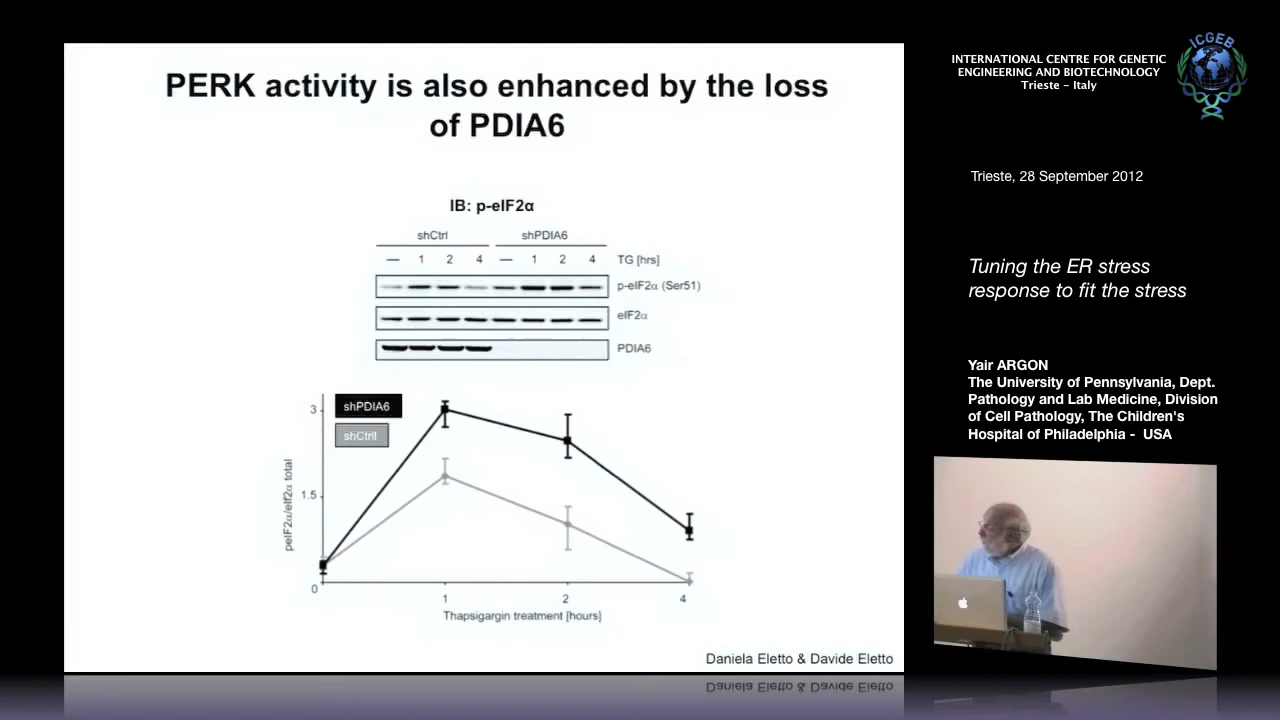 PERK activity is also enhanced by the loss
of PDIA6
IB: p-eIF2α
shCtrl shPDIA6
— 1 2 4 — 1 2 4 TG [hrs]
p-eIF2α (Ser51)
eIF2α
PDIA6
shPDIA6
shCtrll
3
1.5
0
peIF2α/eIf2α total
1 2 4
Thapsigargin treatment [hours]
Daniela Eletto & Davide Eletto
INTERNATIONAL CENTRE FOR GENETIC
ENGINEERING AND BIOTECHNOLOGY
Trieste - Italy
ICGEB
Trieste, 28 September 2012
Tuning the ER stress
response to fit the stress
Yair ARGON
The University of Pennsylvania, Dept.
Pathology and Lab Medicine, Division
of Cell Pathology, The Children's
Hospital of Philadelphia - USA